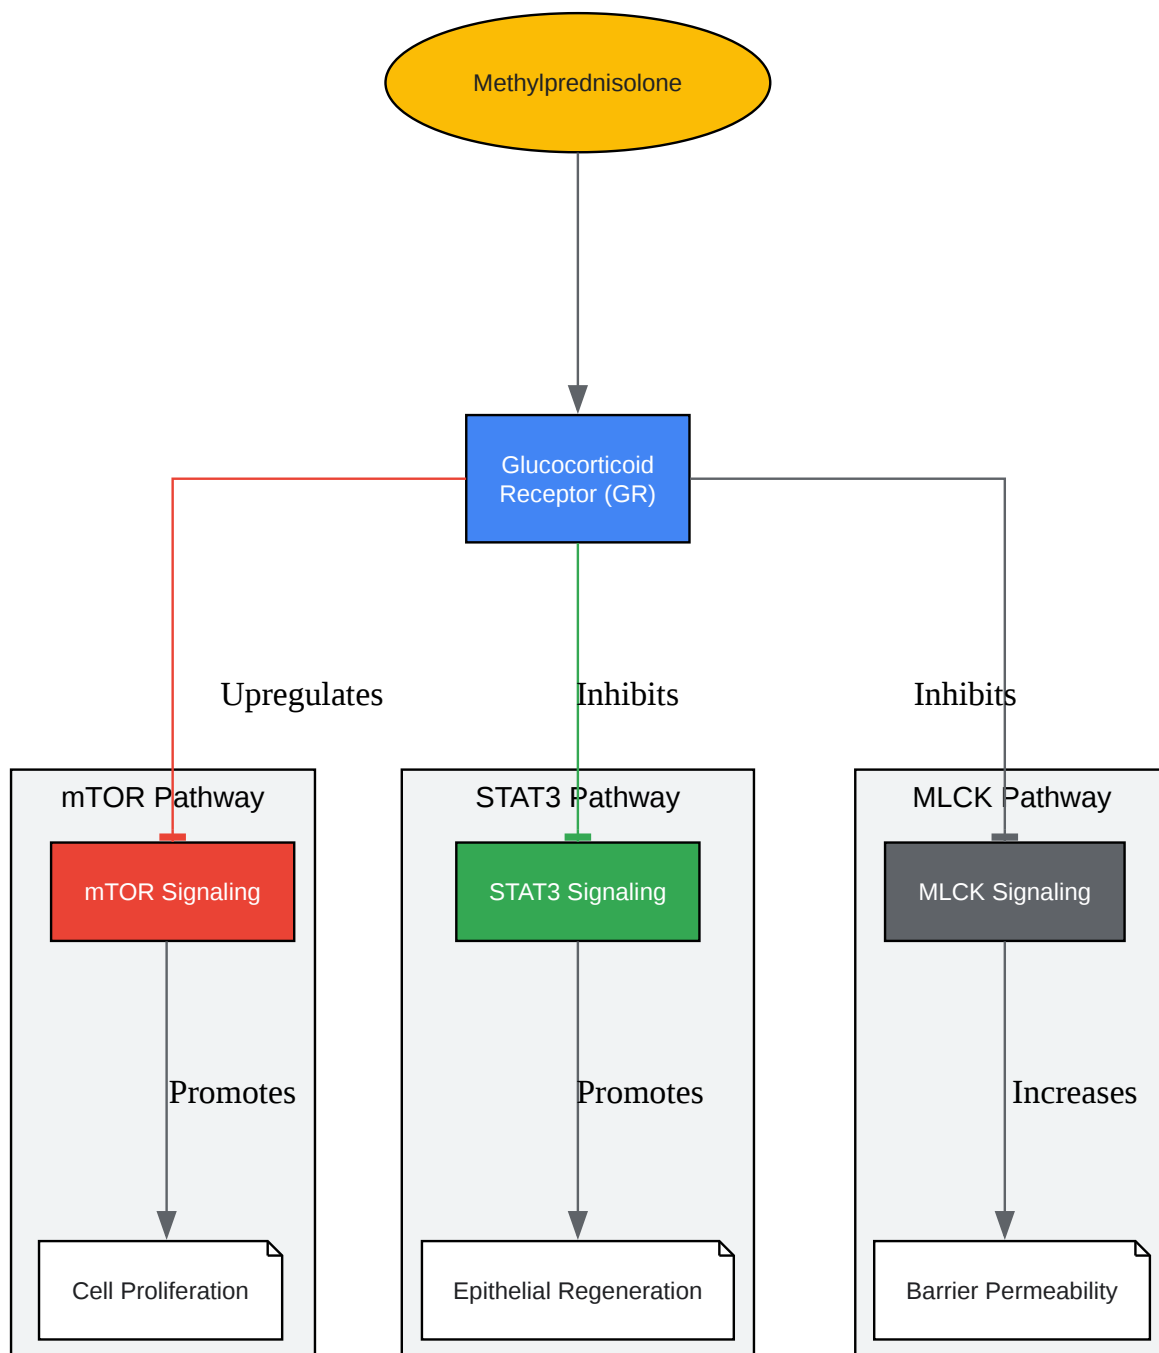 Methylprednisolone
Glucocorticoid
Receptor (GR)
Upregulates
Inhibits
Inhibits
mTOR Pathway
STAT3 Pathway
MLCK Pathway
mTOR Signaling
STAT3 Signaling
MLCK Signaling
Promotes
Promotes
Increases
Cell Proliferation
Epithelial Regeneration
Barrier Permeability